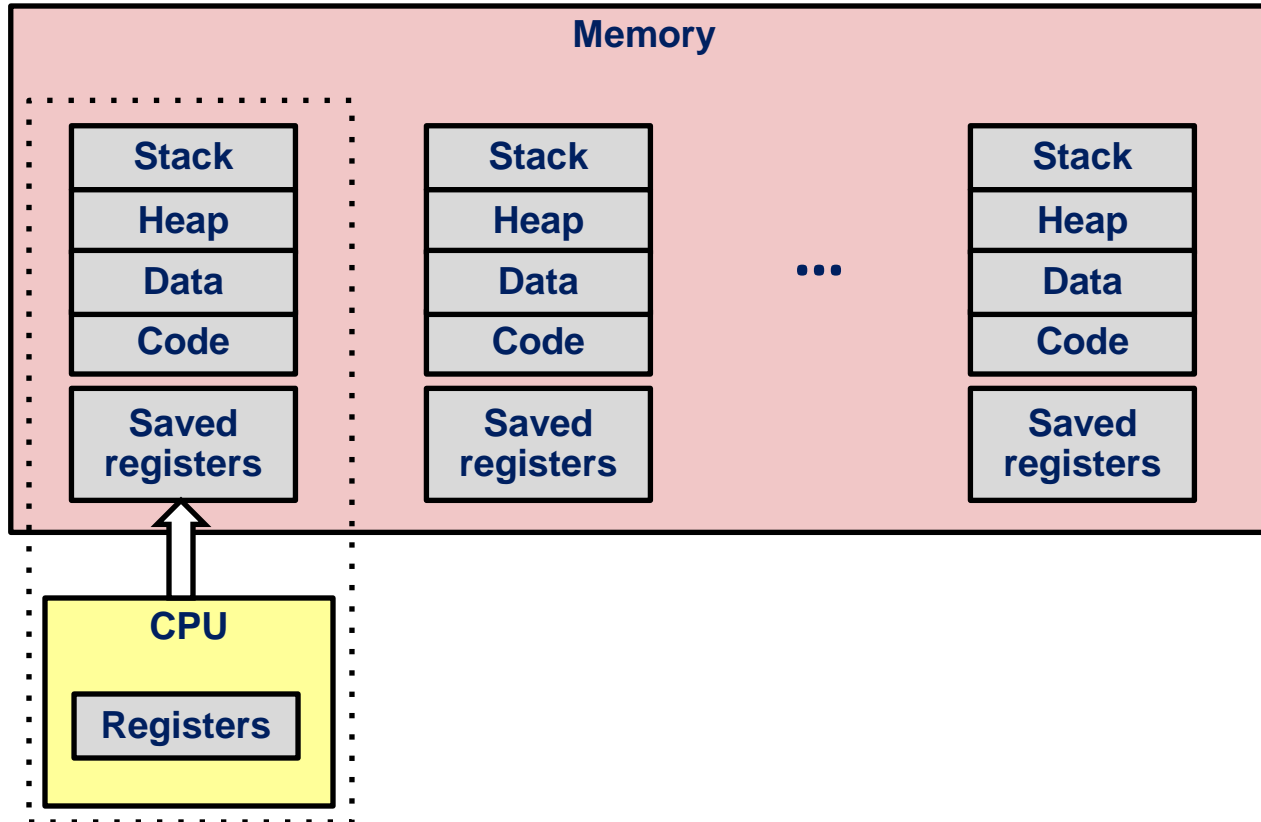 Memory
Stack
Heap
Data
Code
Saved
registers
Stack
Heap
Data
Code
Saved
registers
...
Stack
Heap
Data
Code
Saved
registers
CPU
Registers